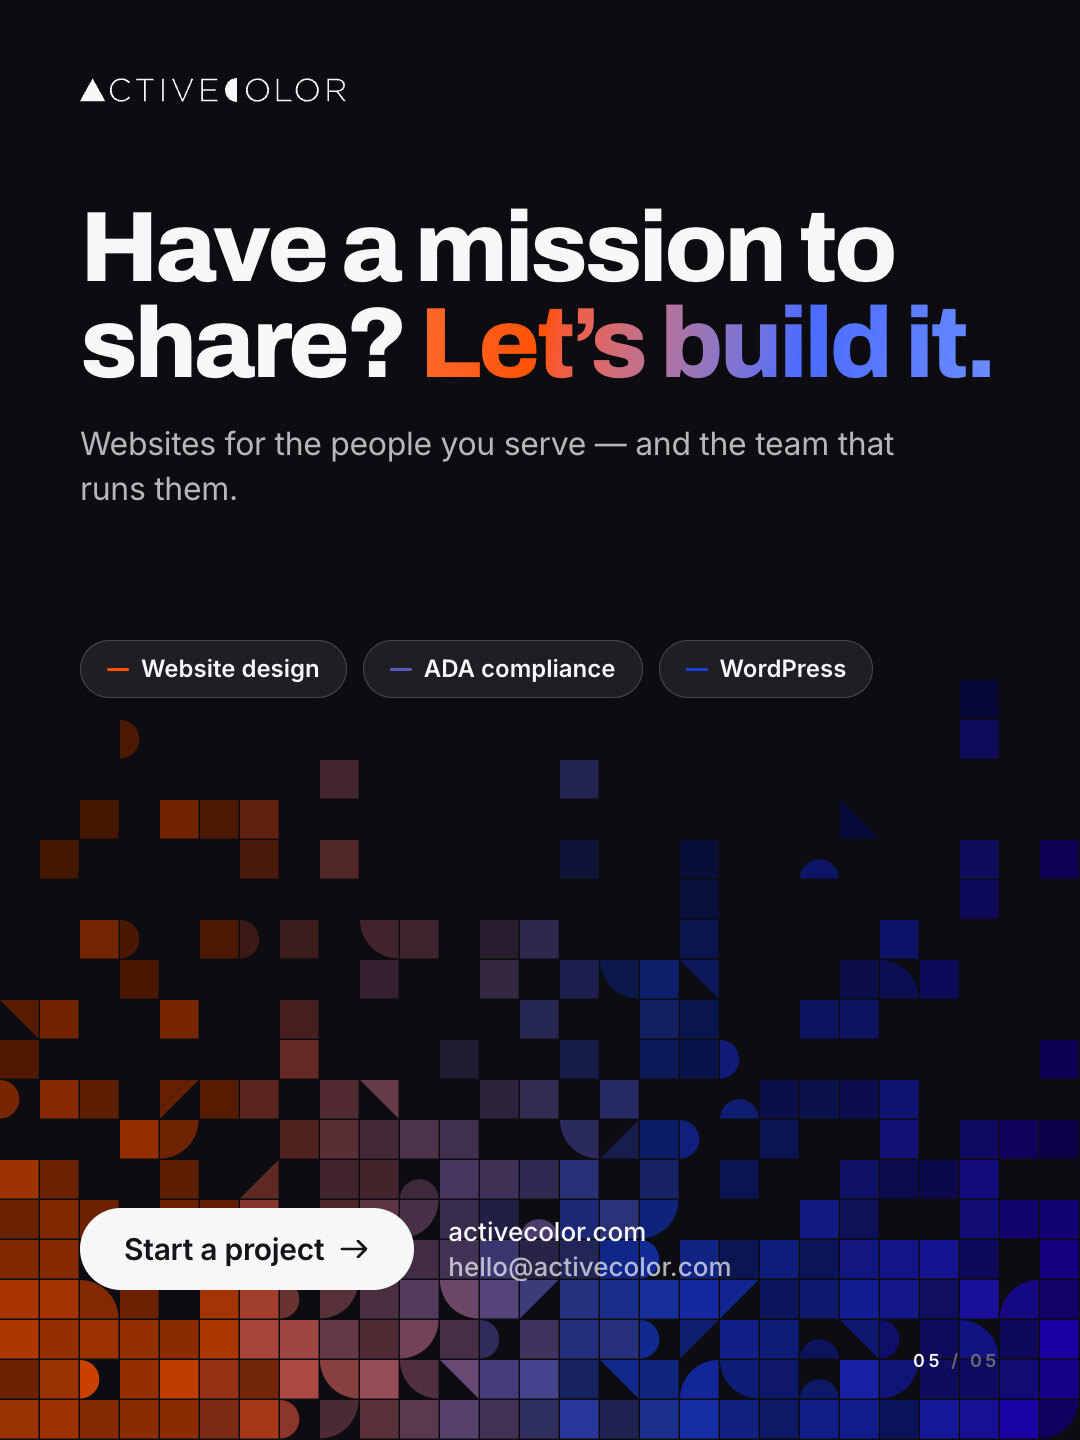 ACTIVECOLOR
Have a mission to
share? Let’s build it.
Websites for the people you serve — and the team that
runs them.
Website design
ADA compliance
WordPress
Start a project →
activecolor.com
hello@activecolor.com
05 / 05